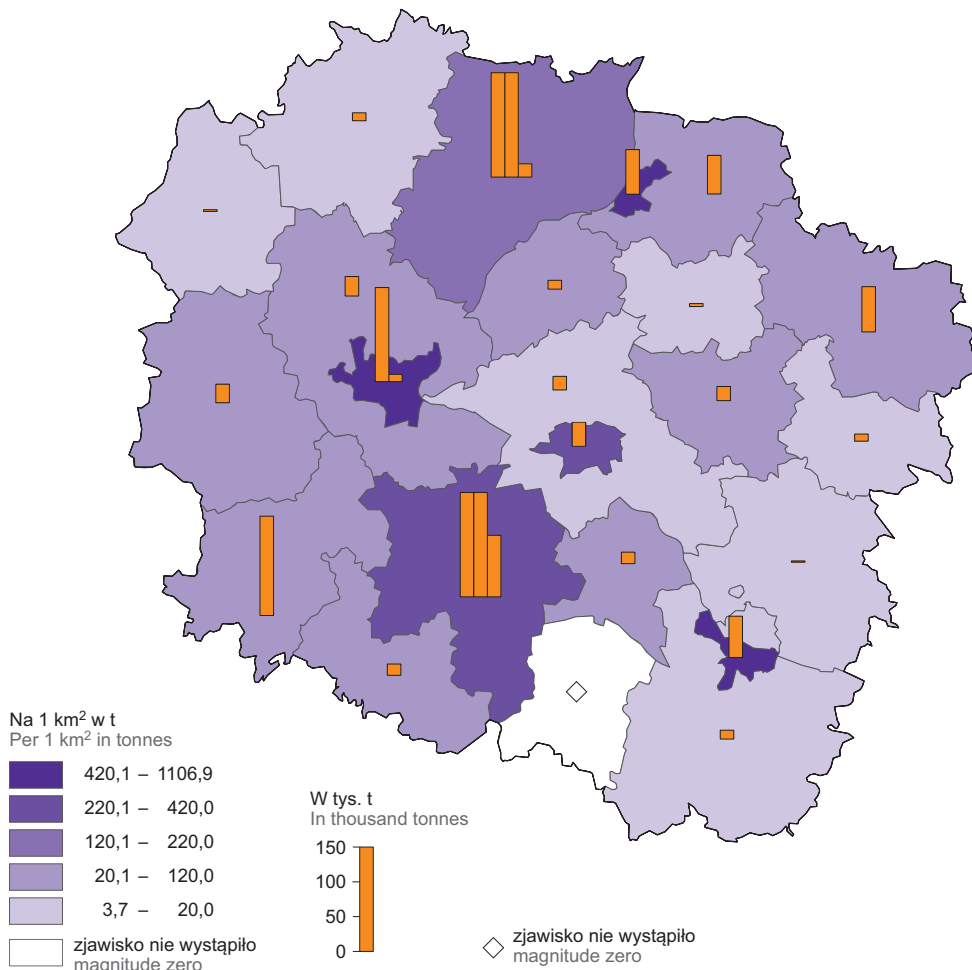 Na 1 km² w t
Per 1 km² in tonnes
420,1 – 1106,9
220,1 – 420,0
120,1 – 220,0
20,1 – 120,0
3,7 – 20,0
zjawisko nie wystąpiło
magnitude zero
W tys. t
In thousand tonnes
150
100
50
0
zjawisko nie wystąpiło
magnitude zero